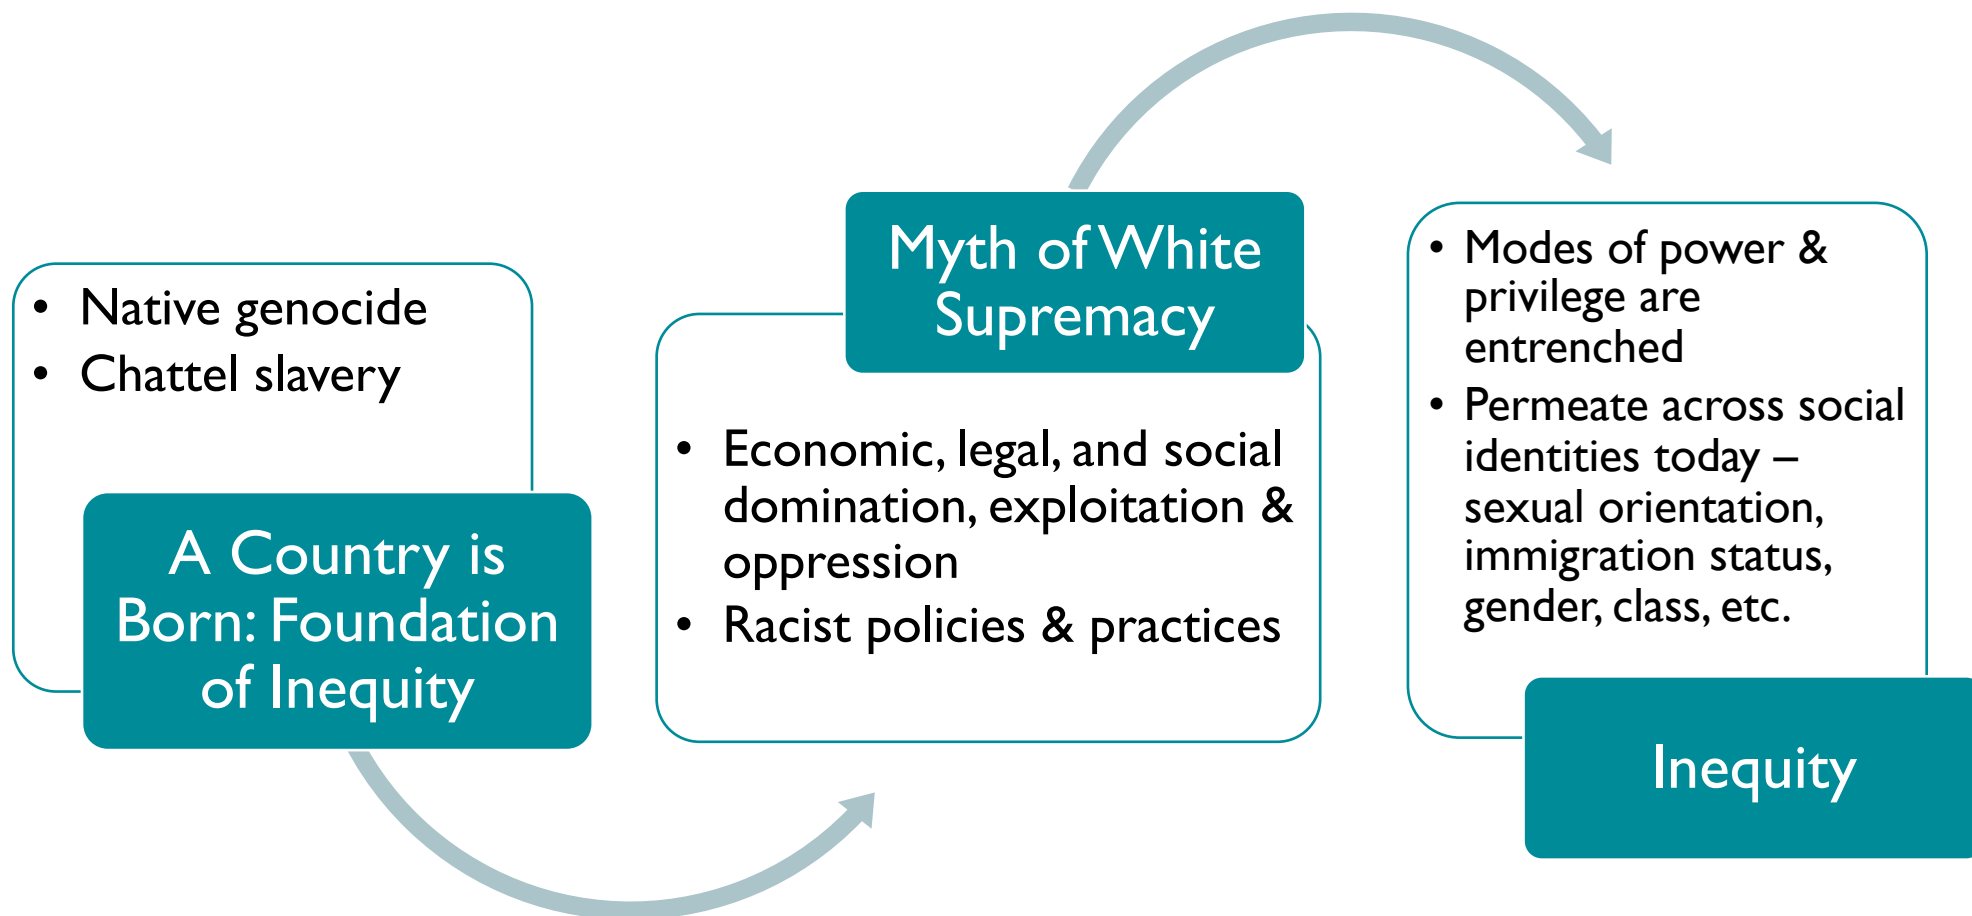 • Native genocide
• Chattel slavery
A Country is
Born: Foundation
of Inequity
Myth of White
Supremacy
• Economic, legal, and social
domination, exploitation &
oppression
• Racist policies & practices
• Modes of power &
privilege are
entrenched
• Permeate across social
identities today –
sexual orientation,
immigration status,
gender, class, etc.
Inequity